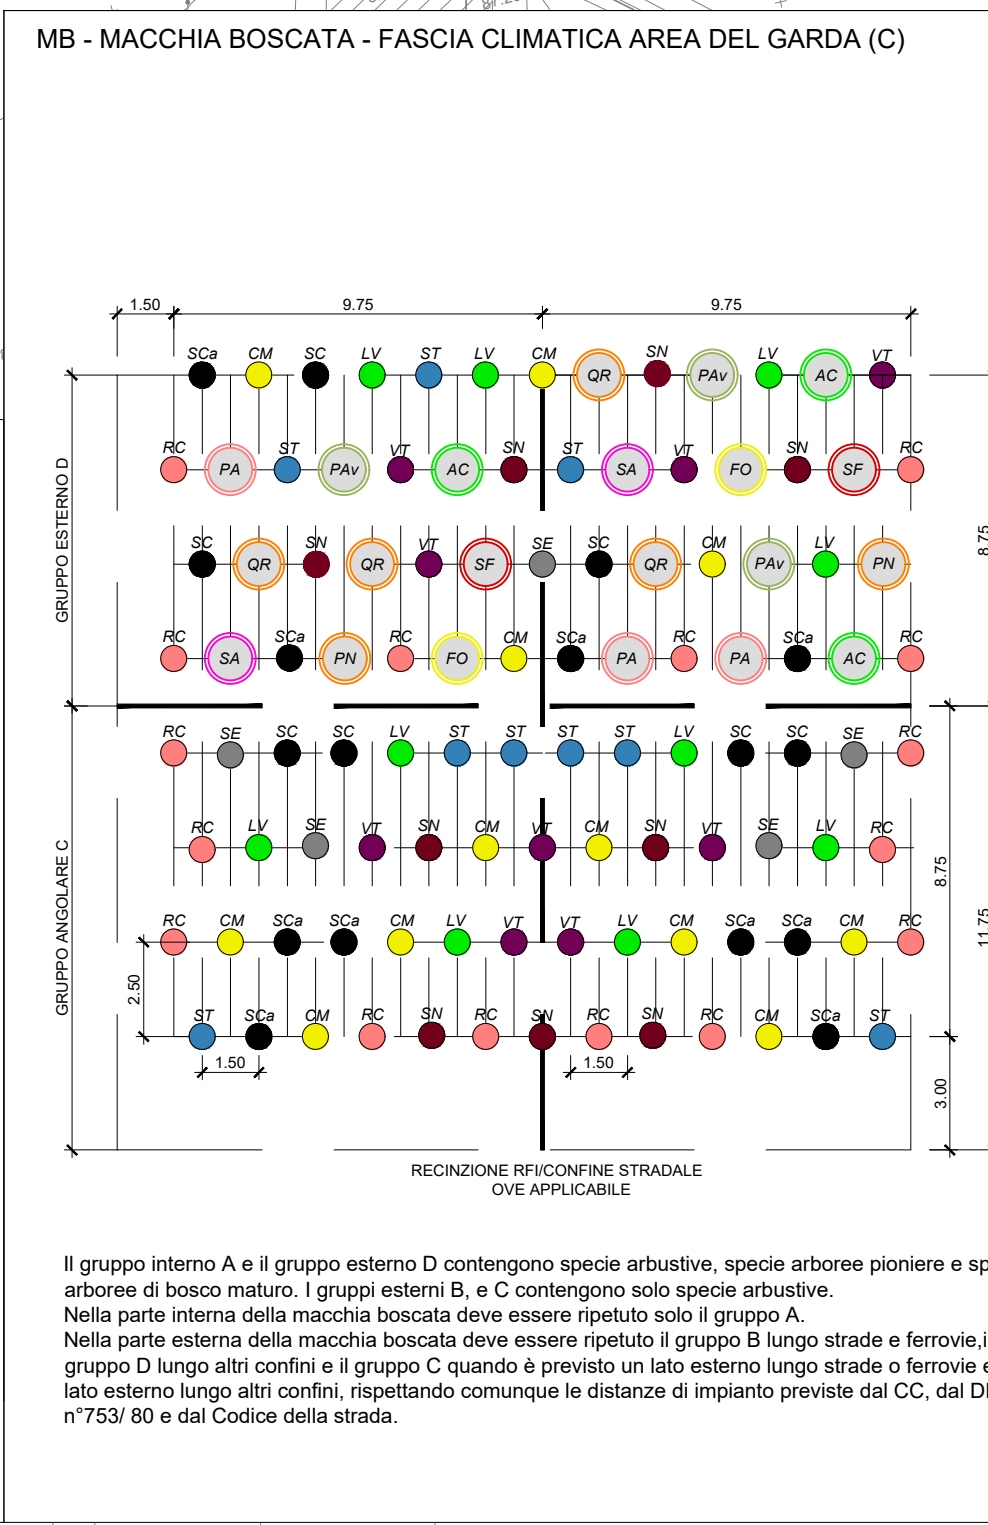 MB - MACCHIA BOSCATA - FASCIA CLIMATICA AREA DEL GARDA (C)
1.50 9.75 9.75
SCa CM SC LV ST LV CM QR SN PAv LV AC VT
RC PA ST PAv VT AC SN ST SA VT FO SN SF RC
GRUPPO ESTERNO D
8.75
SC QR SN QR VT SF SE SC QR CM PAv LV PN
RC SA SCa PN RC FO CM SCa PA RC PA SCa AC RC
RC SE SC SC LV ST ST ST ST LV SC SC SE RC
RC LV SE VT SN CM VT CM SN VT SE LV RC
GRUPPO ANGOLARE C
8.75
11.75
RC CM SCa SCa CM LV VT VT LV CM SCa SCa CM RC
2.50
ST SCa CM RC SN RC SN RC SN RC CM SCa ST
1.50 1.50
3.00
RECINZIONE RFI/CONFINE STRADALE
OVE APPLICABILE
Il gruppo interno A e il gruppo esterno D contengono specie arbustive, specie arboree pioniere e sp
arboree di bosco maturo. I gruppi esterni B, e C contengono solo specie arbustive.
Nella parte interna della macchia boscata deve essere ripetuto solo il gruppo A.
Nella parte esterna della macchia boscata deve essere ripetuto il gruppo B lungo strade e ferrovie,i
gruppo D lungo altri confini e il gruppo C quando è previsto un lato esterno lungo strade o ferrovie e
lato esterno lungo altri confini, rispettando comunque le distanze di impianto previste dal CC, dal D
n°753/ 80 e dal Codice della strada.